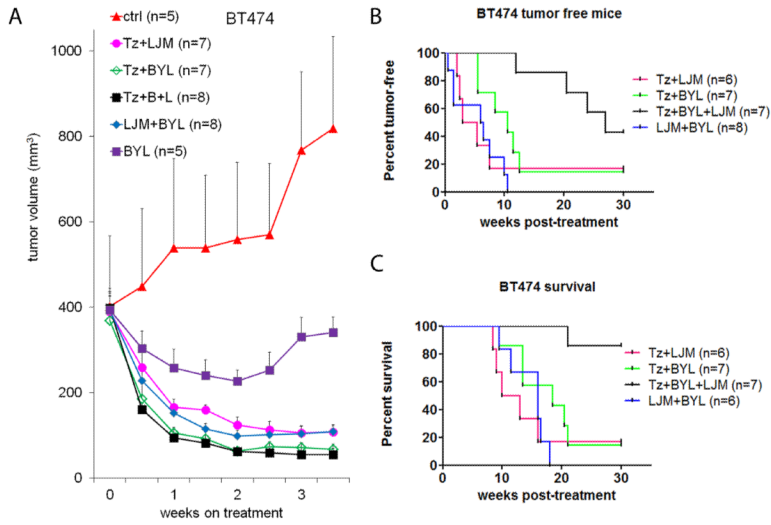 A
BT474
ctrl (n=5)
Tz+LJM (n=7)
Tz+BYL (n=7)
Tz+B+L (n=8)
LJM+BYL (n=8)
BYL (n=5)
tumor volume (mm³)
1000
800
600
400
200
0
0 1 2 3
weeks on treatment
B
BT474 tumor free mice
Percent tumor-free
100
80
60
40
20
0
0 10 20 30
weeks post-treatment
Tz+LJM (n=6)
Tz+BYL (n=7)
Tz+BYL+LJM (n=7)
LJM+BYL (n=8)
C
BT474 survival
Percent survival
100
80
60
40
20
0
0 10 20 30
weeks post-treatment
Tz+LJM (n=6)
Tz+BYL (n=7)
Tz+BYL+LJM (n=7)
LJM+BYL (n=6)